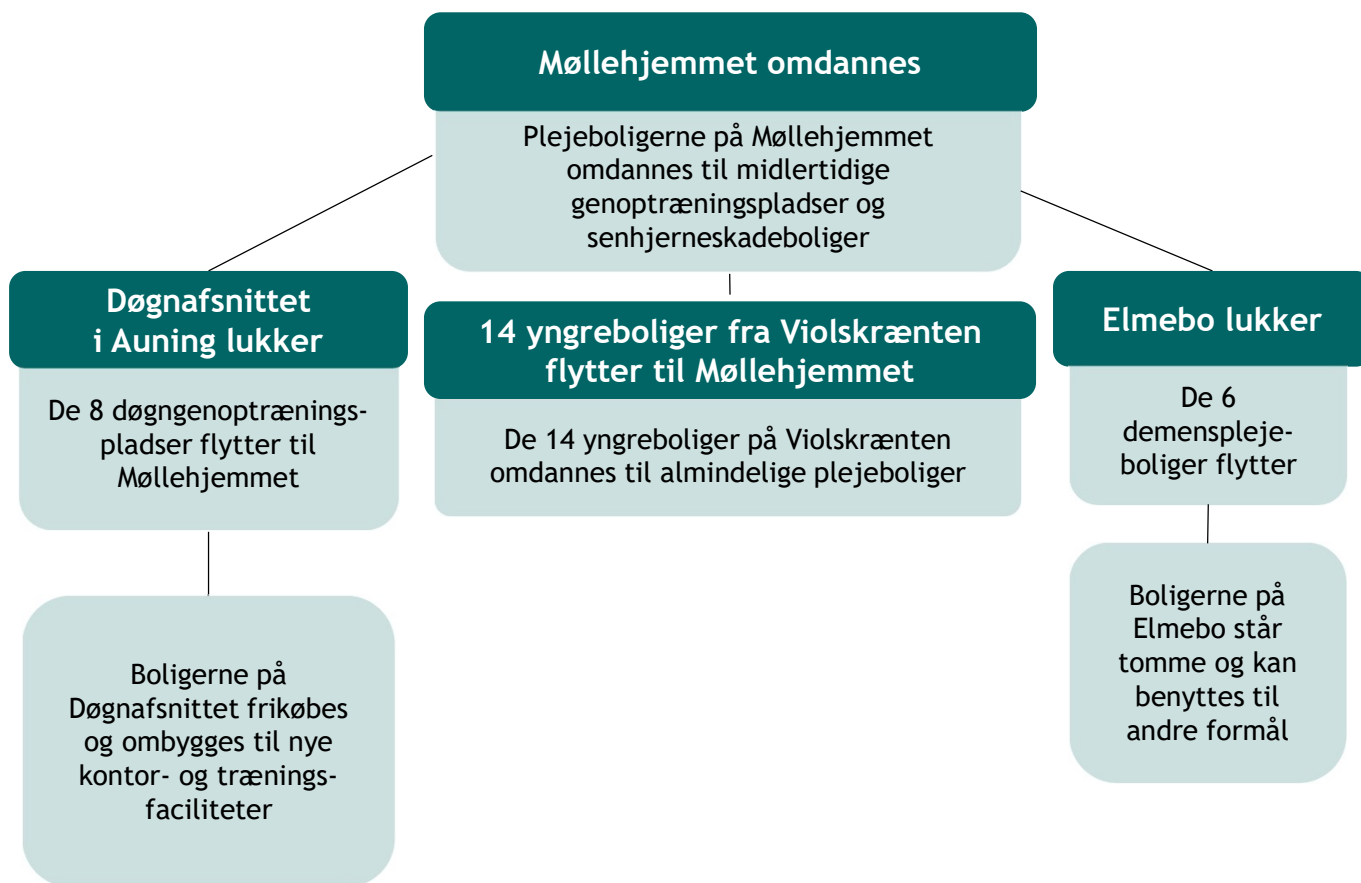 Møllehjemmet omdannes
Plejeboligerne på Møllehjemmet
omdannes til midlertidige
genoptræningspladser og
senhjerneskadeboliger
Døgnafsnittet
i Auning lukker
De 8 døgngenoptrænings-
pladser flytter til
Møllehjemmet
Boligerne på
Døgnafsnittet frikøbes
og ombygges til nye
kontor- og trænings-
faciliteter
14 yngreboliger fra Violskrænten
flytter til Møllehjemmet
De 14 yngreboliger på Violskrænten
omdannes til almindelige plejeboliger
Elmebo lukker
De 6
demenspleje-
boliger flytter
Boligerne på
Elmebo står
tomme og kan
benyttes til
andre formål